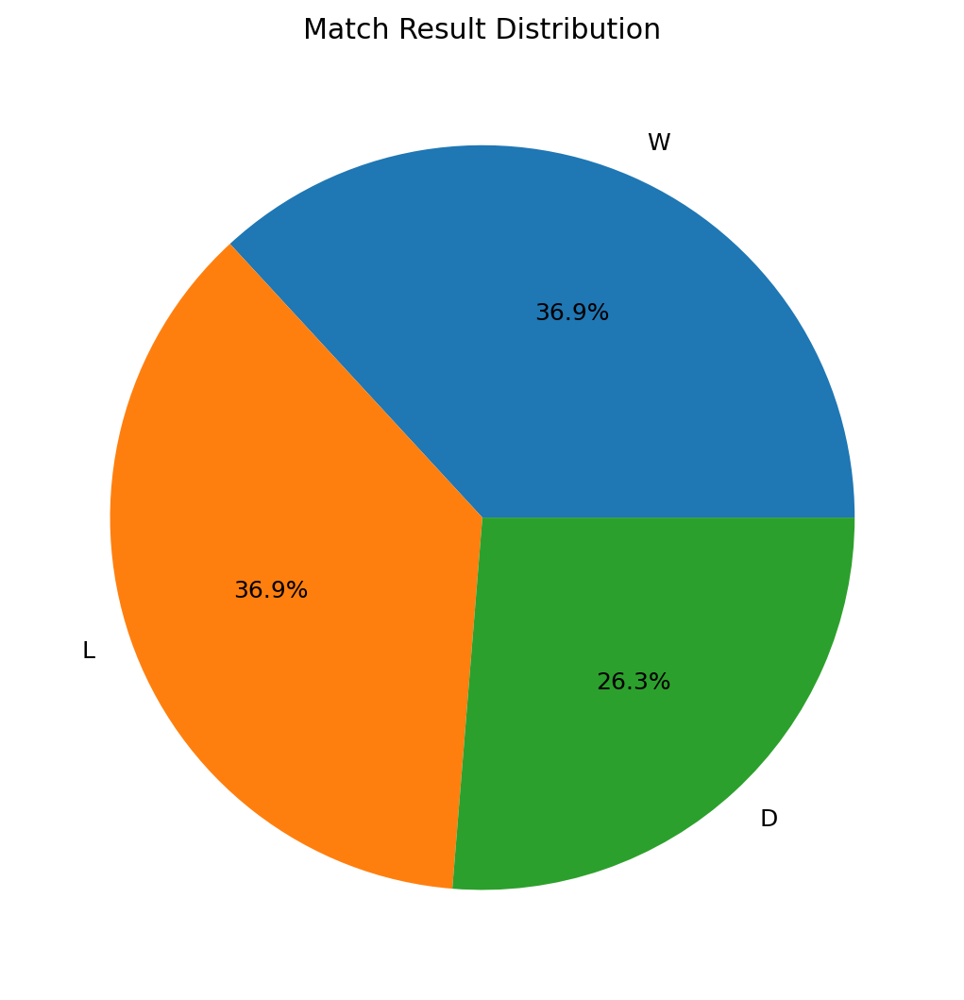 Match Result Distribution
W
36.9%
36.9%
L
26.3%
D